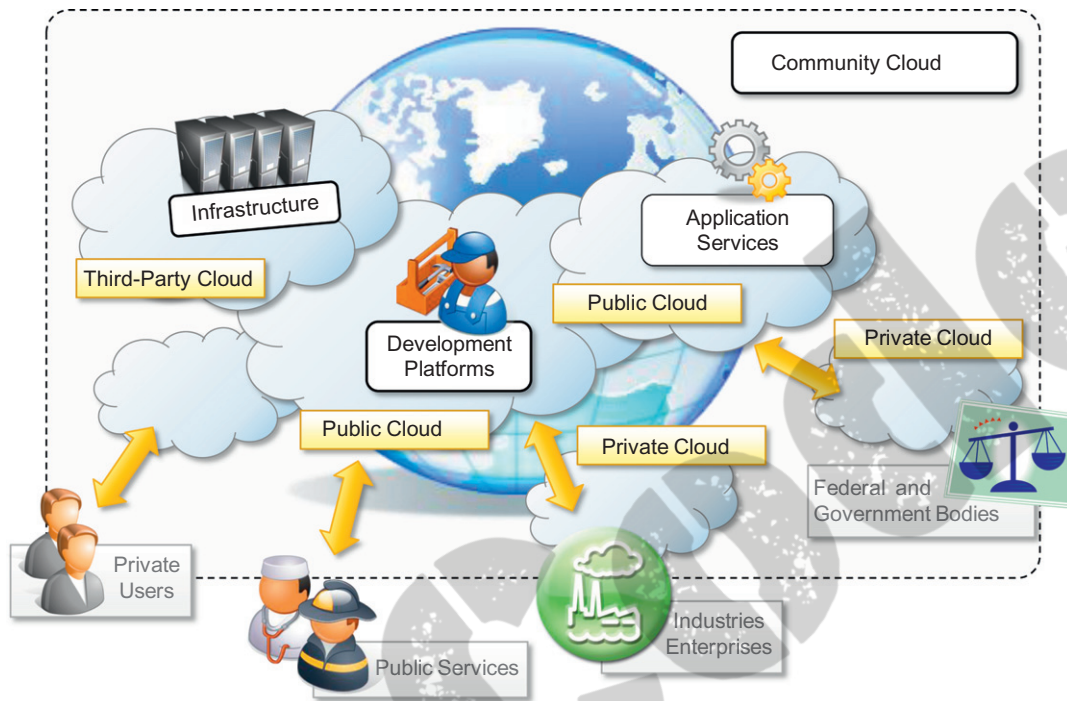 Community Cloud
Infrastructure
Application
Services
Third-Party Cloud
Public Cloud
Development
Platforms
Private Cloud
Public Cloud
Private Cloud
Federal and
Government Bodies
Private
Users
Industries
Enterprises
Public Services